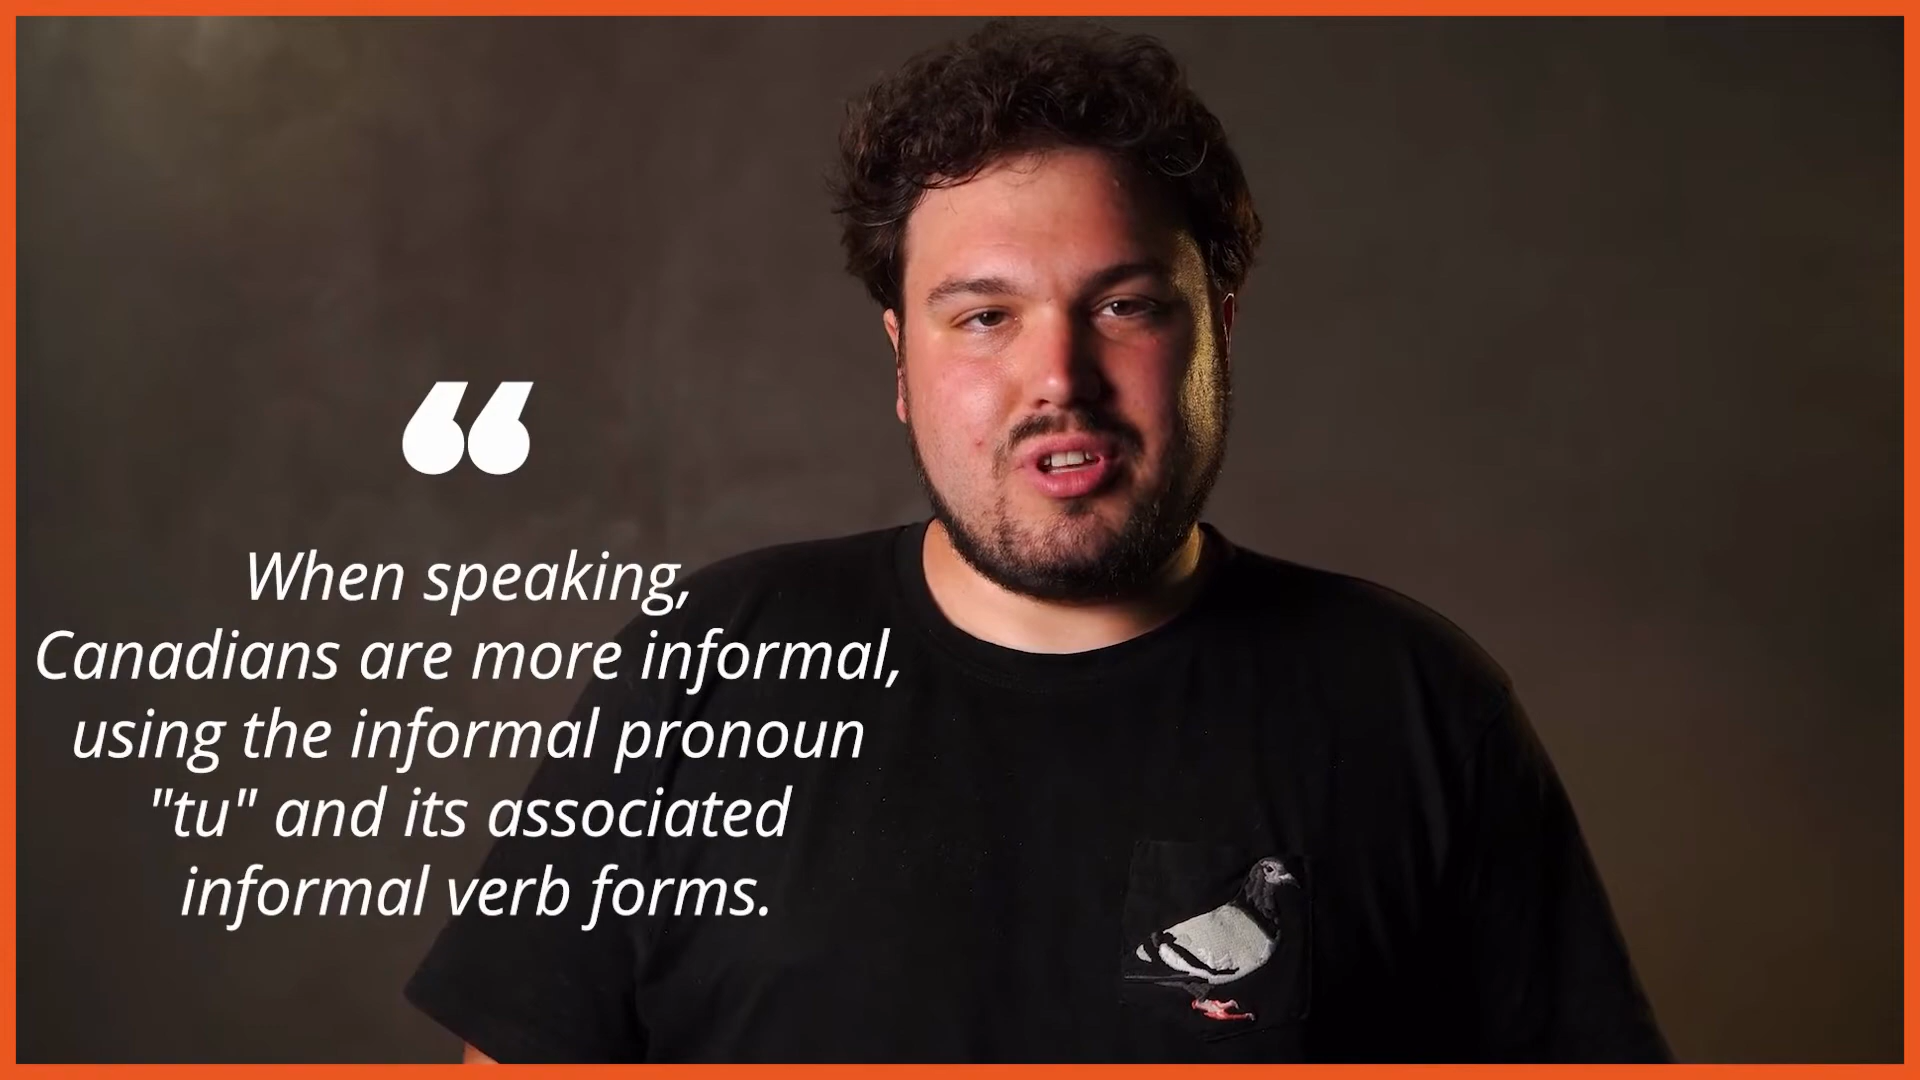 “
When speaking,
Canadians are more informal,
using the informal pronoun
"tu" and its associated
informal verb forms.